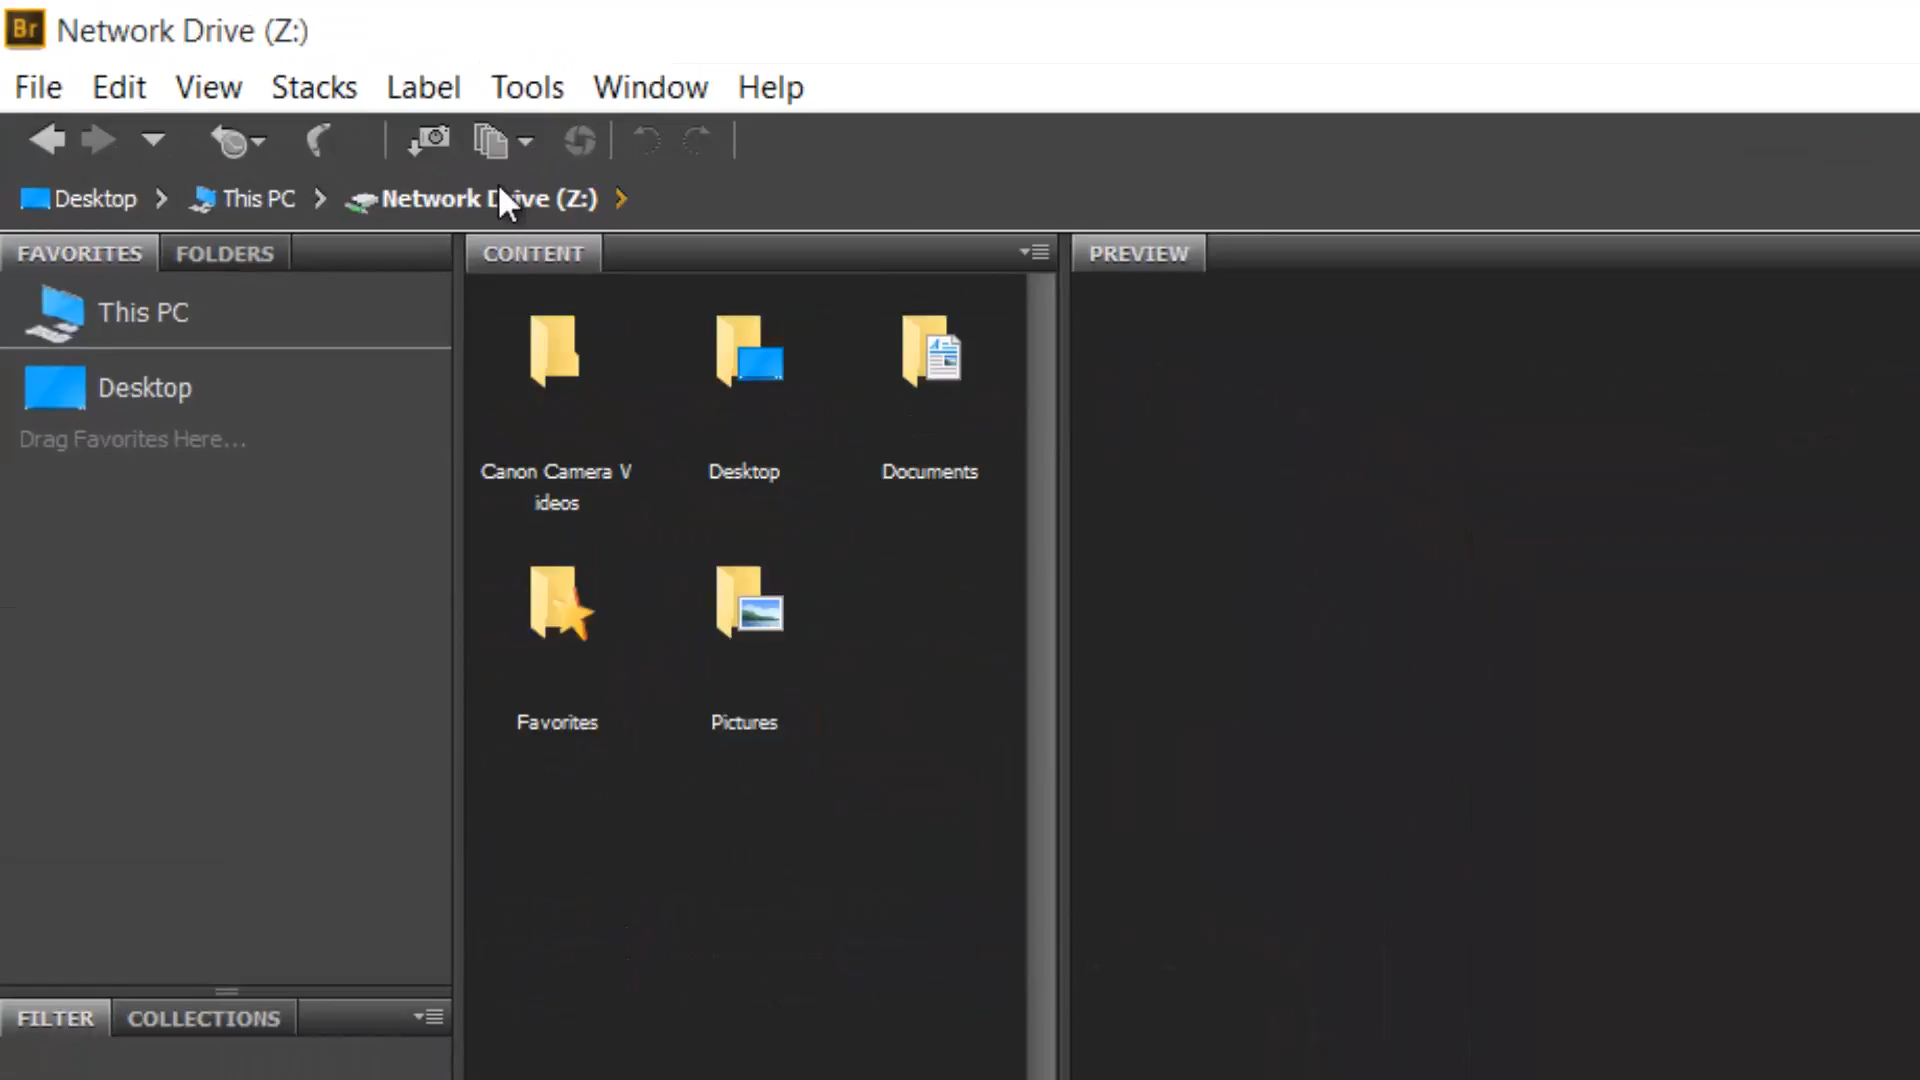 Br Network Drive (Z:)
File Edit View Stacks Label Tools Window Help
Desktop This PC Network Drive (Z:)
FAVORITES FOLDERS CONTENT PREVIEW
This PC
Desktop
Drag Favorites Here...
Canon Camera V
ideos
Desktop
Documents
Favorites
Pictures
FILTER COLLECTIONS